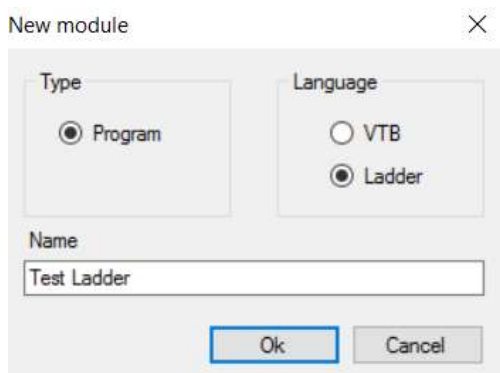 New module
Type
Language
Program
VTB
Ladder
Name
Test Ladder
Ok
Cancel